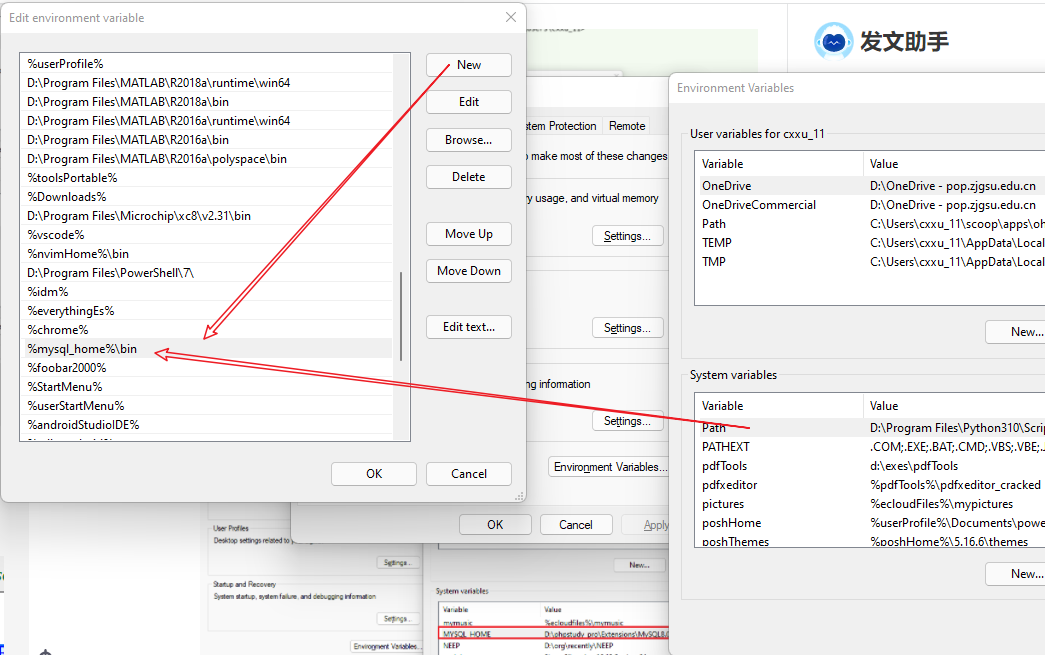 Edit environment variable
%userProfile%
D:\Program Files\MATLAB\R2018a\runtime\win64
D:\Program Files\MATLAB\R2018a\bin
D:\Program Files\MATLAB\R2016a\runtime\win64
D:\Program Files\MATLAB\R2016a\bin
D:\Program Files\MATLAB\R2016a\polyspace\bin
%toolsPortable%
%Downloads%
D:\Program Files\Microchip\xc8\v2.31\bin
%vscode%
%nvimHome%\bin
D:\Program Files\PowerShell\7\
%idm%
%everythingEs%
%chrome%
%mysql_home%\bin
%foobar2000%
%StartMenu%
%userStartMenu%
%androidStudioIDE%
New
Edit
Browse...
Delete
Move Up
Move Down
Edit text...
OK
Cancel
发文助手
tem Protection
Remote
make most of these changes
y usage, and virtual memory
Settings...
Settings...
ng information
Settings...
Environment Variables...
OK
Cancel
Apply
Environment Variables
User variables for cxxu_11
Variable Value
OneDrive D:\OneDrive - pop.zjgsu.edu.cn
OneDriveCommercial D:\OneDrive - pop.zjgsu.edu.cn
Path C:\Users\cxxu_11\scoop\apps\oh
TEMP C:\Users\cxxu_11\AppData\Local
TMP C:\Users\cxxu_11\AppData\Local
New...
System variables
Variable Value
Path D:\Program Files\Python310\Scrip
PATHEXT .COM;.EXE;.BAT;.CMD;.VBS;.VBE;.
pdfTools d:\exes\pdfTools
pdfxeditor %pdfTools%\pdfxeditor_cracked
pictures %ecloudFiles%\mypictures
poshHome %userProfile%\Documents\powe
poshThemes %poshHome%\5.16.6\themes
New...
User Profiles
Desktop settings related to
Settings...
Startup and Recovery
System startup, system failure, and debugging information
Settings...
Environment Variables...
New...
System variables
Variable Value
mymusic %ecloudfiles%\mymusic
MYSQL_HOME D:\phpstudy_pro\Extensions\MySQL8.
NEEP D:\org\recently\NEEP